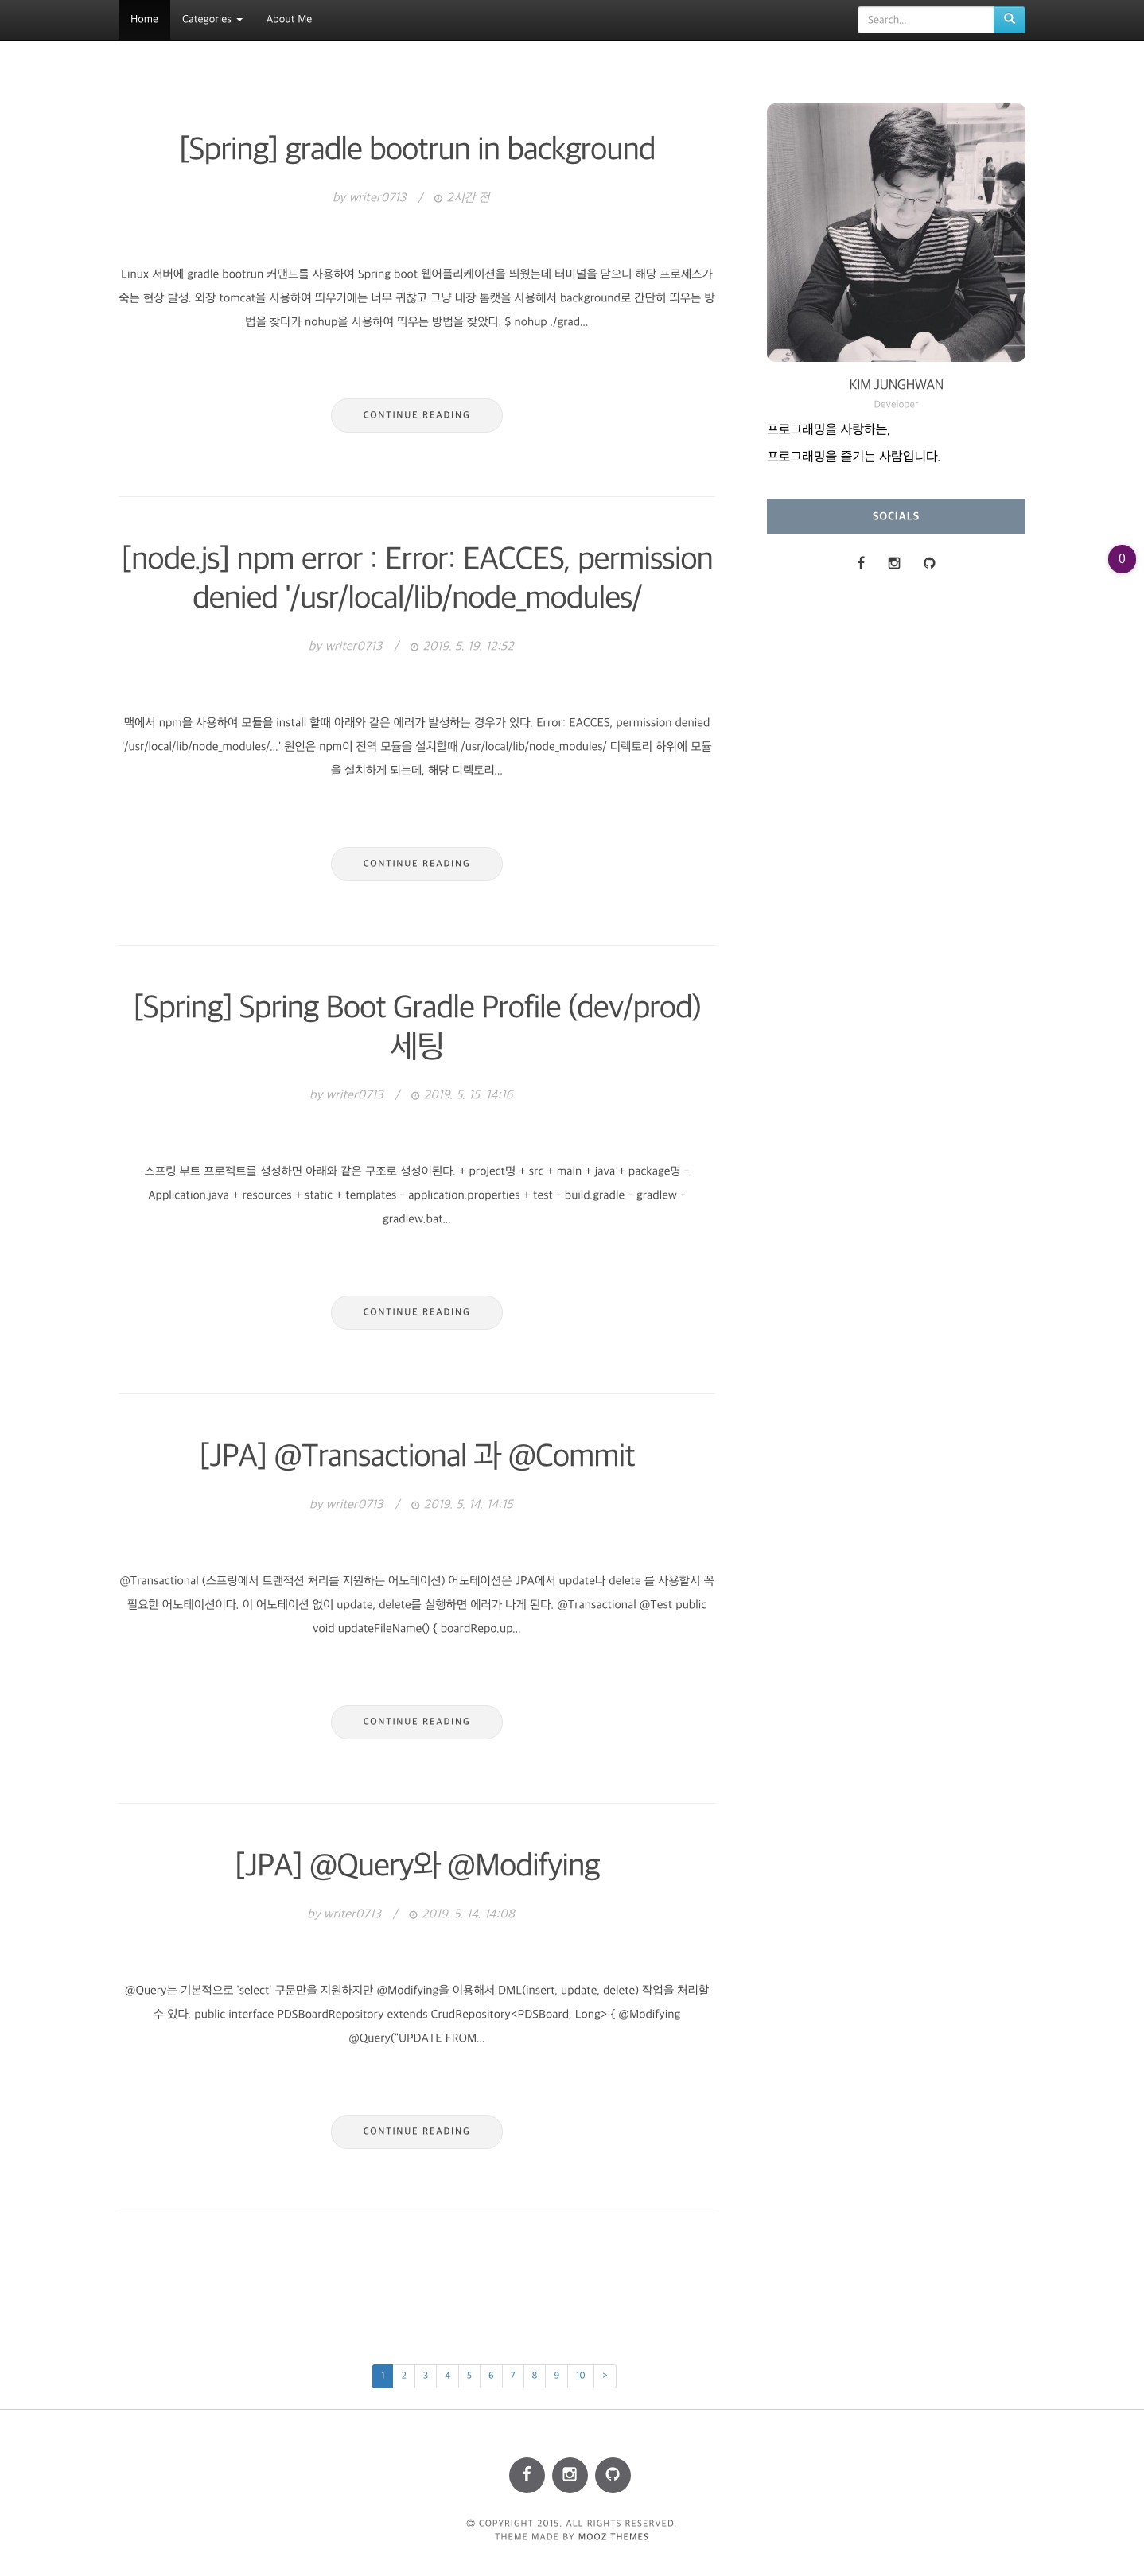 Home Categories About Me Search...
[Spring] gradle bootrun in background
by writer0713 / 2시간 전
Linux 서버에 gradle bootrun 커맨드를 사용하여 Spring boot 웹어플리케이션을 띄웠는데 터미널을 닫으니 해당 프로세스가
죽는 현상 발생. 외장 tomcat을 사용하여 띄우기에는 너무 귀찮고 그냥 내장 톰캣을 사용해서 background로 간단히 띄우는 방
법을 찾다가 nohup을 사용하여 띄우는 방법을 찾았다. $ nohup ./grad...
CONTINUE READING
KIM JUNGHWAN
Developer
프로그래밍을 사랑하는,
프로그래밍을 즐기는 사람입니다.
SOCIALS
0
[node.js] npm error : Error: EACCES, permission
denied '/usr/local/lib/node_modules/
by writer0713 / 2019. 5. 19. 12:52
맥에서 npm을 사용하여 모듈을 install 할때 아래와 같은 에러가 발생하는 경우가 있다. Error: EACCES, permission denied
'/usr/local/lib/node_modules/...' 원인은 npm이 전역 모듈을 설치할때 /usr/local/lib/node_modules/ 디렉토리 하위에 모듈
을 설치하게 되는데, 해당 디렉토리...
CONTINUE READING
[Spring] Spring Boot Gradle Profile (dev/prod)
세팅
by writer0713 / 2019. 5. 15. 14:16
스프링 부트 프로젝트를 생성하면 아래와 같은 구조로 생성이된다. + project명 + src + main + java + package명 -
Application.java + resources + static + templates - application.properties + test - build.gradle - gradlew -
gradlew.bat...
CONTINUE READING
[JPA] @Transactional 과 @Commit
by writer0713 / 2019. 5. 14. 14:15
@Transactional (스프링에서 트랜잭션 처리를 지원하는 어노테이션) 어노테이션은 JPA에서 update나 delete 를 사용할시 꼭
필요한 어노테이션이다. 이 어노테이션 없이 update, delete를 실행하면 에러가 나게 된다. @Transactional @Test public
void updateFileName() { boardRepo.up...
CONTINUE READING
[JPA] @Query와 @Modifying
by writer0713 / 2019. 5. 14. 14:08
@Query는 기본적으로 'select' 구문만을 지원하지만 @Modifying을 이용해서 DML(insert, update, delete) 작업을 처리할
수 있다. public interface PDSBoardRepository extends CrudRepository<PDSBoard, Long> { @Modifying
@Query("UPDATE FROM...
CONTINUE READING
1 2 3 4 5 6 7 8 9 10 >
© COPYRIGHT 2015. ALL RIGHTS RESERVED.
THEME MADE BY MOOZ THEMES